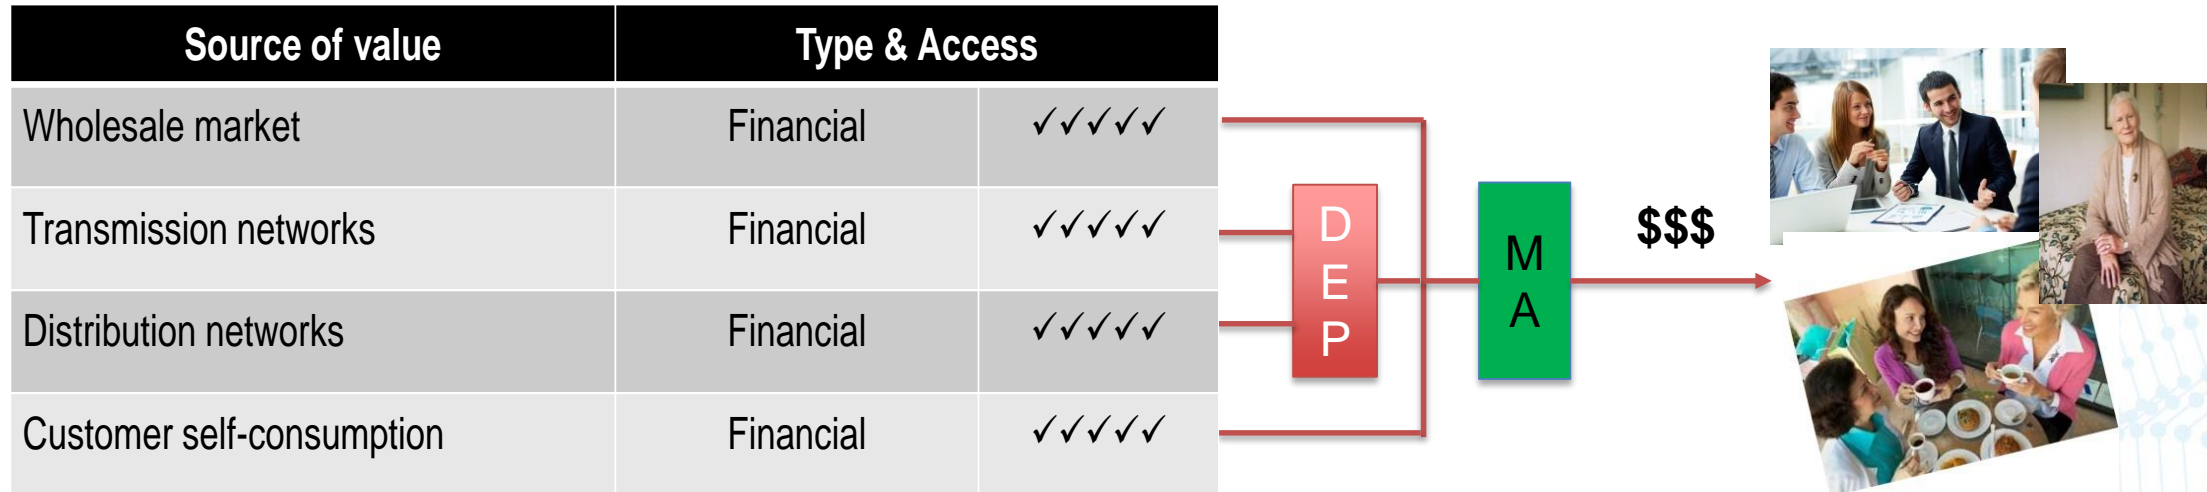 Source of value Type & Access
Wholesale market Financial ✓✓✓✓✓
Transmission networks Financial ✓✓✓✓✓
Distribution networks Financial ✓✓✓✓✓
Customer self-consumption Financial ✓✓✓✓✓
D
E
P
M
A
$$$